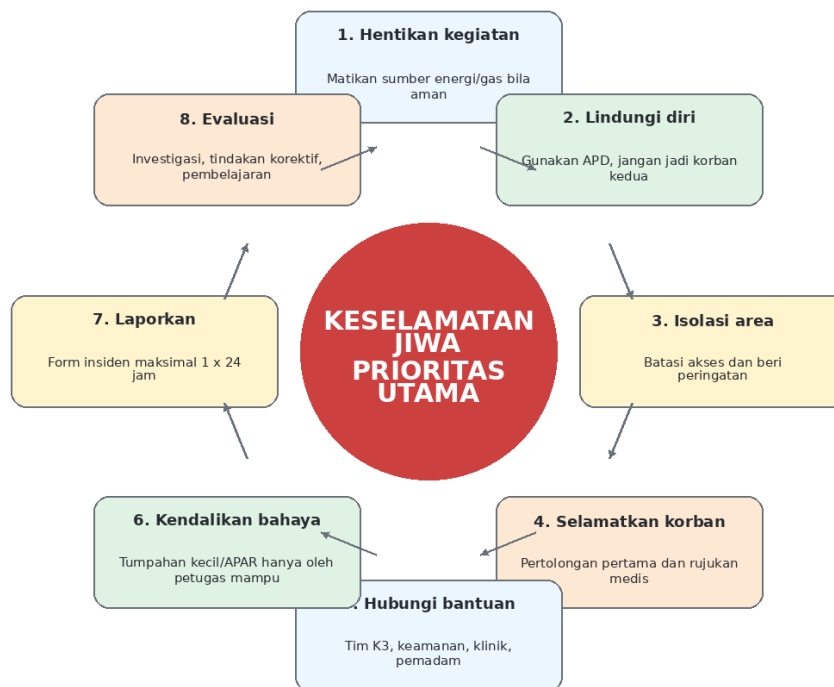 1. Hentikan kegiatan
Matikan sumber energi/gas bila
aman
2. Lindungi diri
Gunakan APD, jangan jadi korban
kedua
3. Isolasi area
Batasi akses dan beri
peringatan
4. Selamatkan korban
Pertolongan pertama dan rujukan
medis
. Hubungi bantuan
Tim K3, keamanan, klinik,
pemadam
6. Kendalikan bahaya
Tumpahan kecil/APAR hanya oleh
petugas mampu
7. Laporkan
Form insiden maksimal 1 x 24
jam
8. Evaluasi
Investigasi, tindakan korektif,
pembelajaran
KESELAMATAN
JIWA
PRIORITAS
UTAMA